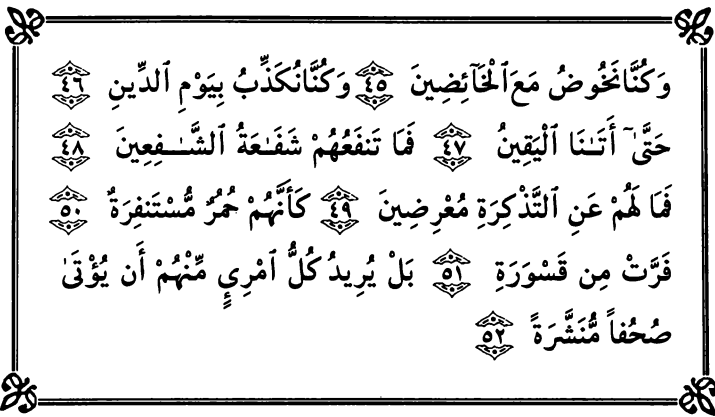 وَكُنَّا نَخُوضُ مَعَ ٱلْخَآئِضِينَ ٤٥ وَكُنَّا نُكَذِّبُ بِيَوْمِ ٱلدِّينِ ٤٦
حَتَّىٰٓ أَتَىٰنَا ٱلْيَقِينُ ٤٧ فَمَا تَنفَعُهُمْ شَفَـٰعَةُ ٱلشَّـٰفِعِينَ ٤٨
فَمَا لَهُمْ عَنِ ٱلتَّذْكِرَةِ مُعْرِضِينَ ٤٩ كَأَنَّهُمْ حُمُرٌ مُّسْتَنفِرَةٌ ٥٠
فَرَّتْ مِن قَسْوَرَةٍ ٥١ بَلْ يُرِيدُ كُلُّ ٱمْرِئٍ مِّنْهُمْ أَن يُؤْتَىٰ
صُحُفاً مُّنَشَّرَةً ٥٢